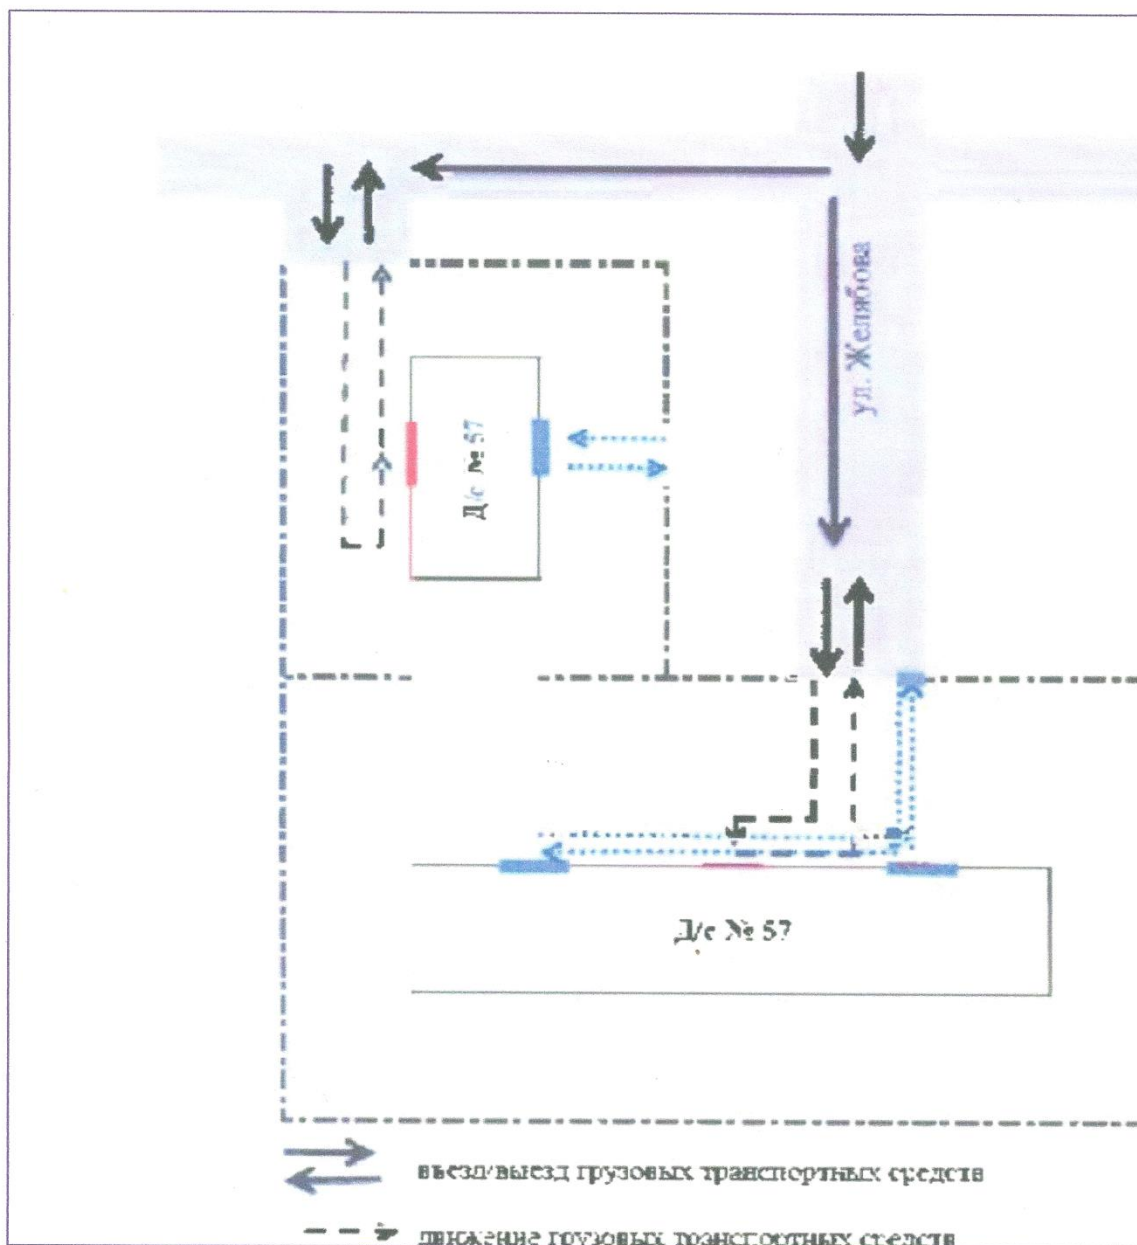 ул. Желябова
Д/с № 57
Д/с № 57
въезд/выезд грузовых транспортных средств
движение грузовых транспортных средств